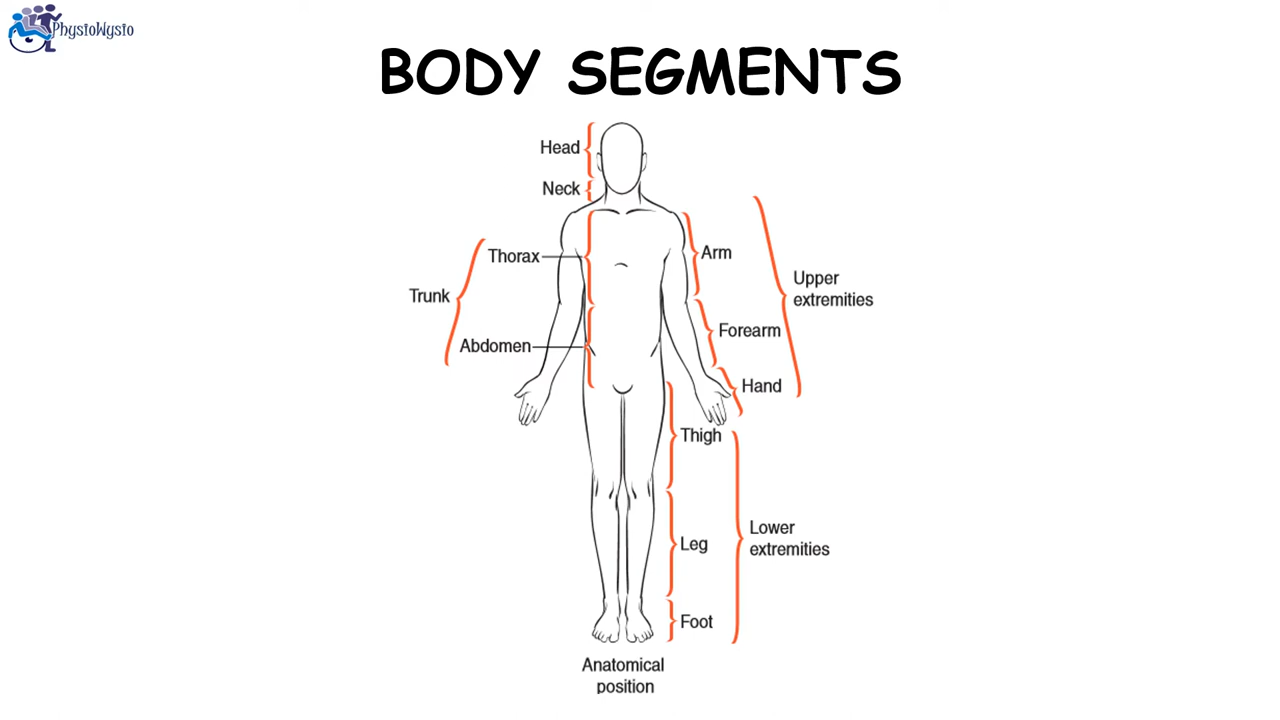 PhysioWysio
BODY SEGMENTS
Head
Neck
Thorax
Trunk
Abdomen
Arm
Upper
extremities
Forearm
Hand
Thigh
Lower
extremities
Leg
Foot
Anatomical
position